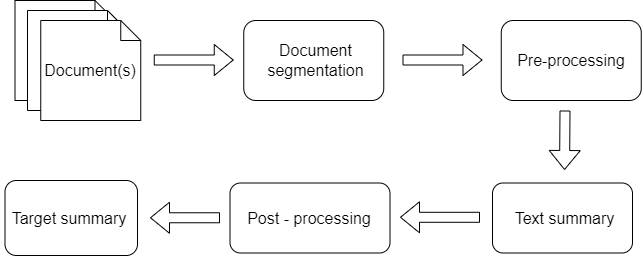 Document(s)
Document
segmentation
Pre-processing
Text summary
Post - processing
Target summary